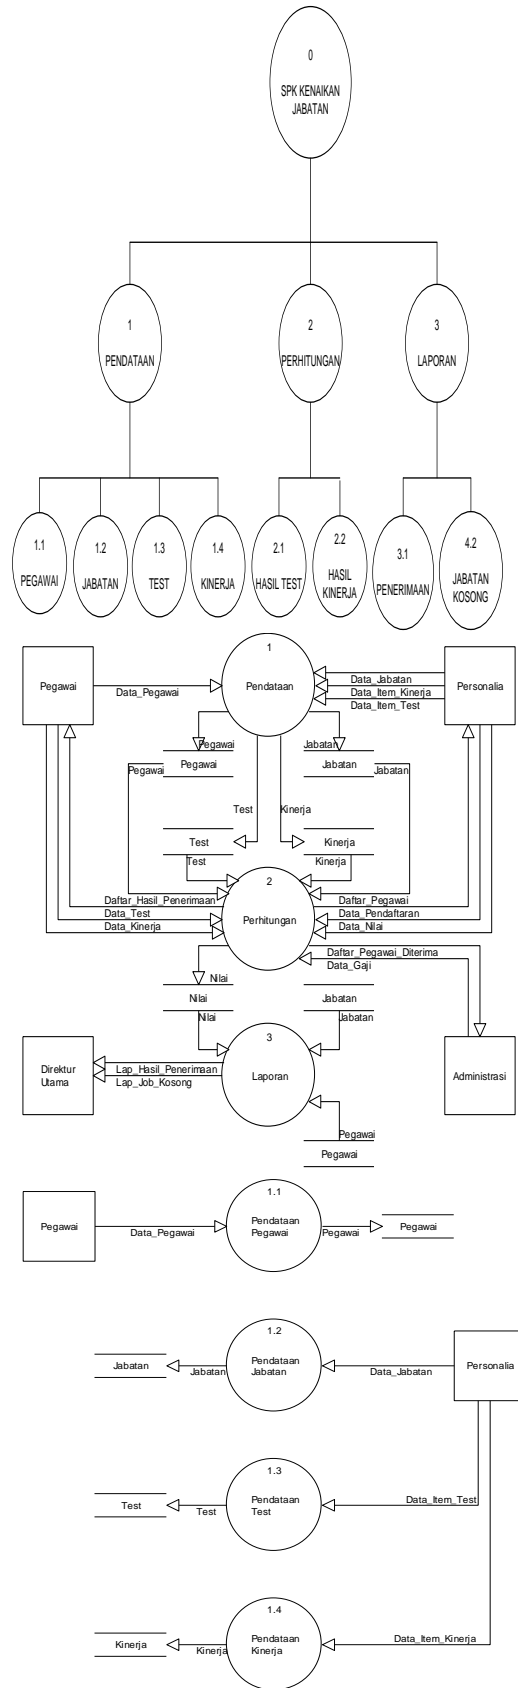 0
SPK KENAIKAN
JABATAN
1
PENDATAAN
2
PERHITUNGAN
3
LAPORAN
1.1
PEGAWAI
1.2
JABATAN
1.3
TEST
1.4
KINERJA
2.1
HASIL TEST
2.2
HASIL
KINERJA
3.1
PENERIMAAN
4.2
JABATAN
KOSONG
Pegawai
Data_Pegawai
1
Pendataan
Data_Jabatan
Data_Item_Kinerja
Data_Item_Test
Personalia
Pegawai
Pegawai
Pegawai
Jabatan
Jabatan
Jabatan
Test
Kinerja
Test
Test
Kinerja
Kinerja
2
Perhitungan
Daftar_Hasil_Penerimaan
Data_Test
Data_Kinerja
Daftar_Pegawai
Data_Pendaftaran
Data_Nilai
Daftar_Pegawai_Diterima
Data_Gaji
Nilai
Nilai
Nilai
Jabatan
Jabatan
Direktur
Utama
Lap_Hasil_Penerimaan
Lap_Job_Kosong
3
Laporan
Administrasi
Pegawai
Pegawai
Pegawai
Data_Pegawai
1.1
Pendataan
Pegawai
Pegawai
Pegawai
Jabatan
Jabatan
1.2
Pendataan
Jabatan
Data_Jabatan
Personalia
Test
Test
1.3
Pendataan
Test
Data_Item_Test
Kinerja
Kinerja
1.4
Pendataan
Kinerja
Data_Item_Kinerja